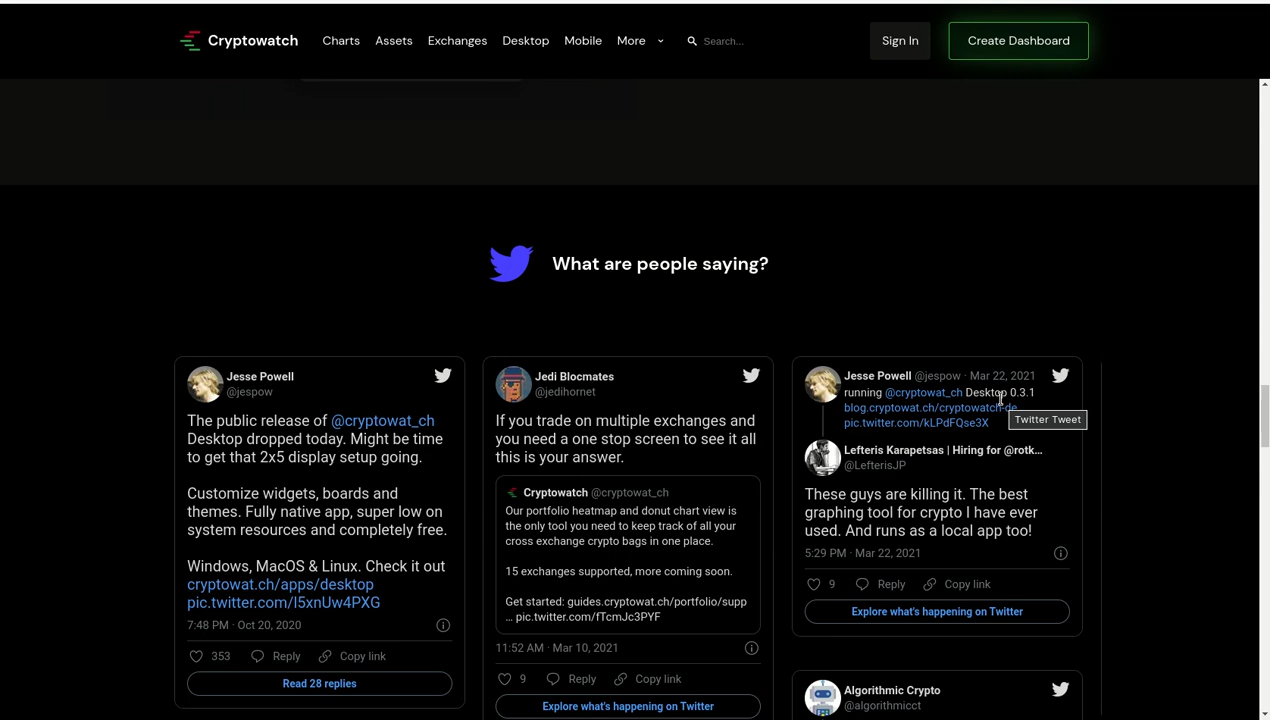 Cryptowatch
Charts
Assets
Exchanges
Desktop
Mobile
More
Search...
Sign In
Create Dashboard
What are people saying?
Jesse Powell
@jespow
The public release of @cryptowat_ch
Desktop dropped today. Might be time
to get that 2x5 display setup going.
Customize widgets, boards and
themes. Fully native app, super low on
system resources and completely free.
Windows, MacOS & Linux. Check it out
cryptowat.ch/apps/desktop
pic.twitter.com/I5xnUw4PXG
7:48 PM · Oct 20, 2020
353
Reply
Copy link
Read 28 replies
Jedi Blocmates
@jedihornet
If you trade on multiple exchanges and
you need a one stop screen to see it all
this is your answer.
Cryptowatch @cryptowat_ch
Our portfolio heatmap and donut chart view is
the only tool you need to keep track of all your
cross exchange crypto bags in one place.
15 exchanges supported, more coming soon.
Get started: guides.cryptowat.ch/portfolio/supp
… pic.twitter.com/fTcmJc3PYF
11:52 AM · Mar 10, 2021
9
Reply
Copy link
Explore what's happening on Twitter
Jesse Powell @jespow · Mar 22, 2021
running @cryptowat_ch Desktop 0.3.1
blog.cryptowat.ch/cryptowatch-de…
pic.twitter.com/kLPdFQse3X
Twitter Tweet
Lefteris Karapetsas | Hiring for @rotk...
@LefterisJP
These guys are killing it. The best
graphing tool for crypto I have ever
used. And runs as a local app too!
5:29 PM · Mar 22, 2021
9
Reply
Copy link
Explore what's happening on Twitter
Algorithmic Crypto
@algorithmicct